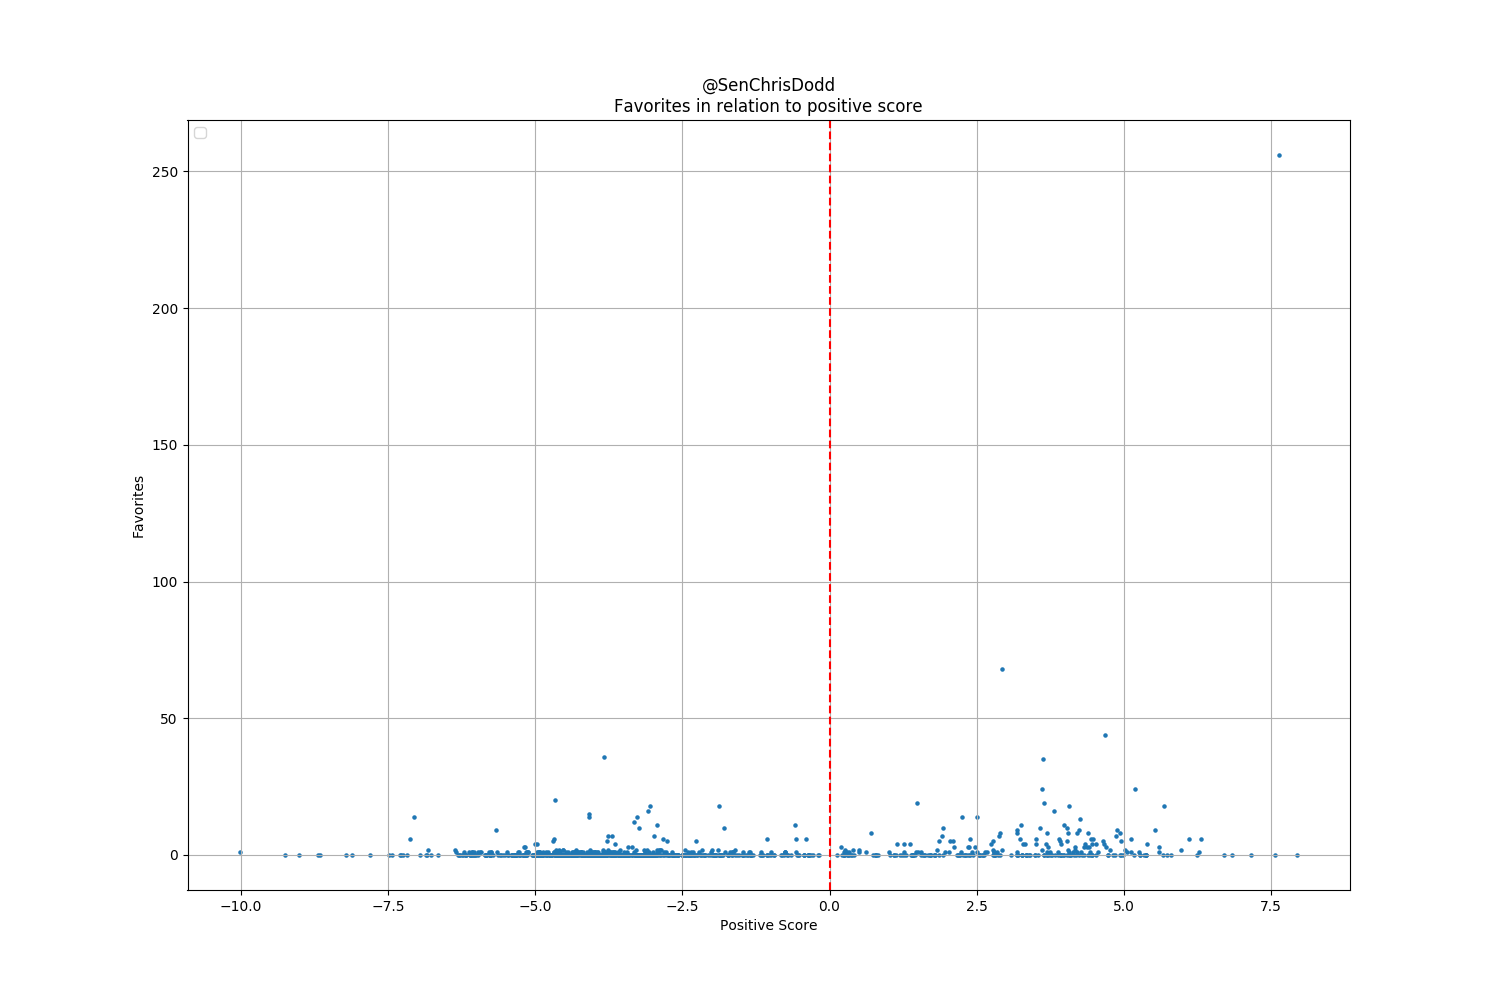 @SenChrisDodd
Favorites in relation to positive score
250
200
150
100
50
0
Favorites
−10.0 −7.5 −5.0 −2.5 0.0 2.5 5.0 7.5
Positive Score